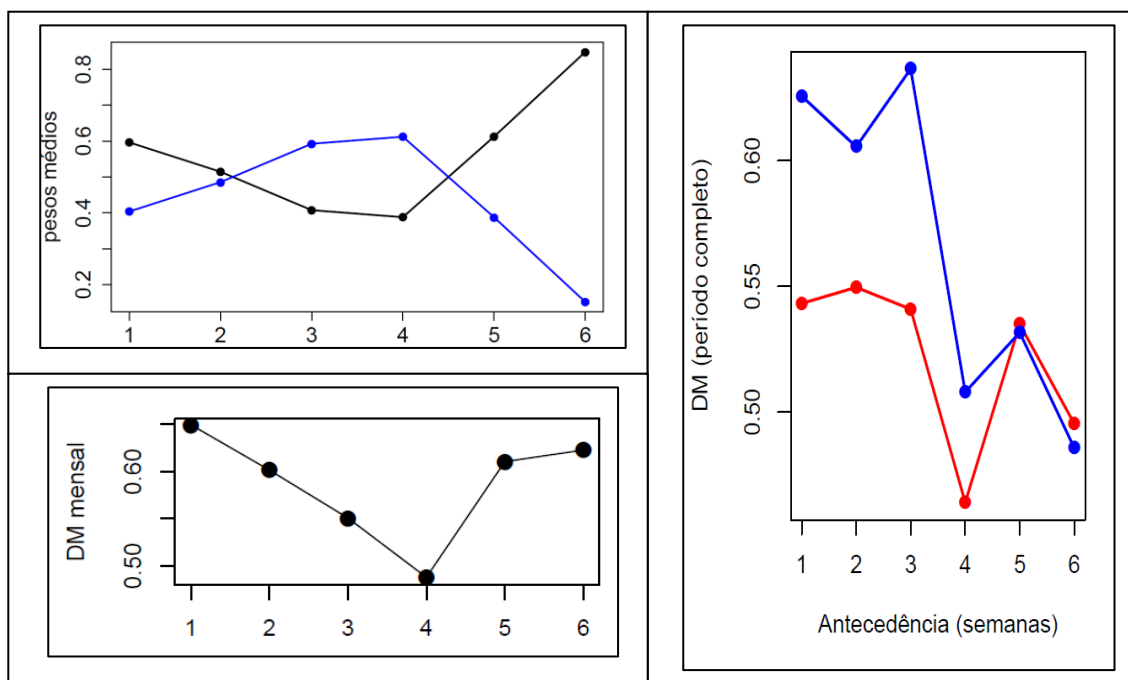 pesos médios
0.8
0.6
0.4
0.2
1 2 3 4 5 6
DM mensal
0.60
0.50
1 2 3 4 5 6
DM (período completo)
0.60
0.55
0.50
1 2 3 4 5 6
Antecedência (semanas)